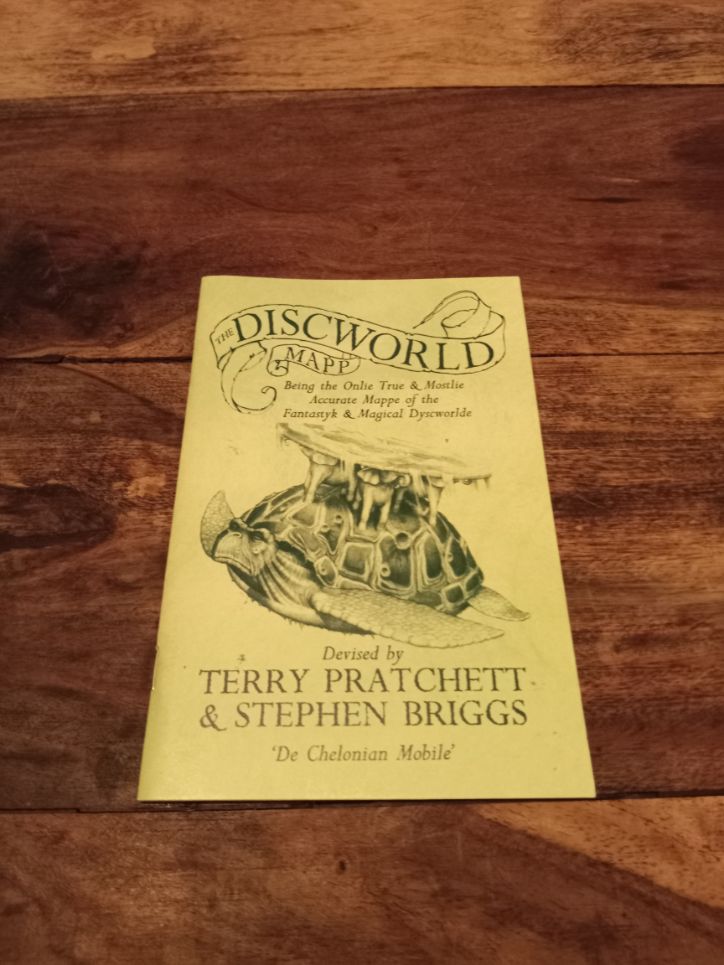 THE DISCWORLD
MAPP
Being the Onlie True & Mostlie
Accurate Mappe of the
Fantastyk & Magical Dyscworlde
Devised by
TERRY PRATCHETT
& STEPHEN BRIGGS
‘De Chelonian Mobile’